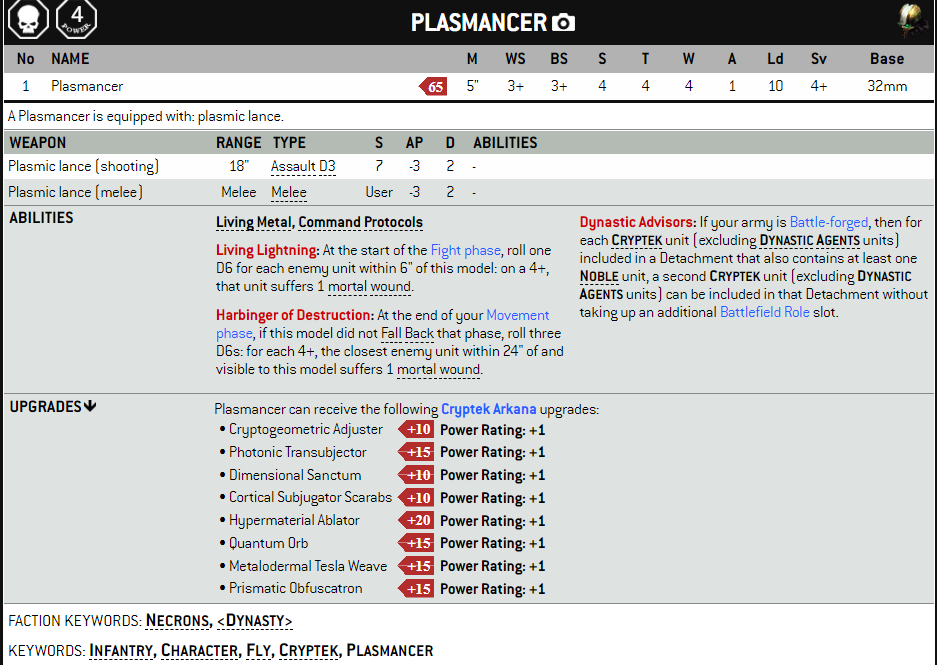 4
POWER
PLASMANCER
No NAME M WS BS S T W A Ld Sv Base
1 Plasmancer 65 5" 3+ 3+ 4 4 4 1 10 4+ 32mm
A Plasmancer is equipped with: plasmic lance.
WEAPON RANGE TYPE S AP D ABILITIES
Plasmic lance (shooting) 18" Assault D3 7 -3 2 -
Plasmic lance (melee) Melee Melee User -3 2 -
ABILITIES
Living Metal, Command Protocols
Living Lightning: At the start of the Fight phase, roll one
D6 for each enemy unit within 6" of this model: on a 4+,
that unit suffers 1 mortal wound.
Harbinger of Destruction: At the end of your Movement
phase, if this model did not Fall Back that phase, roll three
D6s: for each 4+, the closest enemy unit within 24" of and
visible to this model suffers 1 mortal wound.
Dynastic Advisors: If your army is Battle-forged, then for
each CRYPTEK unit (excluding DYNASTIC AGENTS units)
included in a Detachment that also contains at least one
NOBLE unit, a second CRYPTEK unit (excluding DYNASTIC
AGENTS units) can be included in that Detachment without
taking up an additional Battlefield Role slot.
UPGRADES
Plasmancer can receive the following Cryptek Arkana upgrades:
• Cryptogeometric Adjuster +10 Power Rating: +1
• Photonic Transubjector +15 Power Rating: +1
• Dimensional Sanctum +10 Power Rating: +1
• Cortical Subjugator Scarabs +10 Power Rating: +1
• Hypermaterial Ablator +20 Power Rating: +1
• Quantum Orb +15 Power Rating: +1
• Metalodermal Tesla Weave +15 Power Rating: +1
• Prismatic Obfuscatron +15 Power Rating: +1
FACTION KEYWORDS: NECRONS, <DYNASTY>
KEYWORDS: INFANTRY, CHARACTER, FLY, CRYPTEK, PLASMANCER